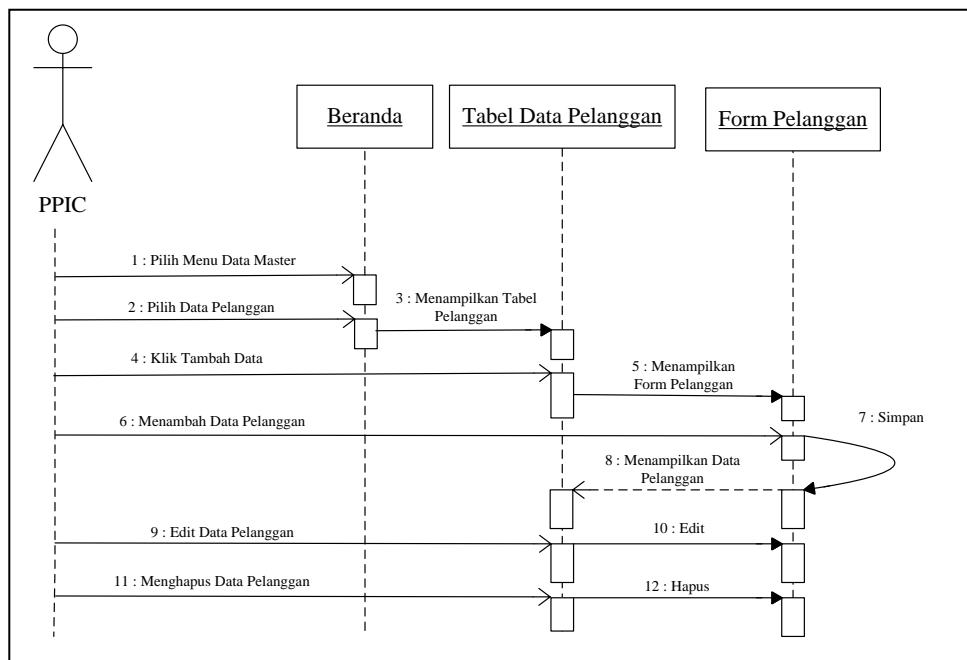 Beranda
Tabel Data Pelanggan
Form Pelanggan
PPIC
1 : Pilih Menu Data Master
2 : Pilih Data Pelanggan
3 : Menampilkan Tabel
Pelanggan
4 : Klik Tambah Data
5 : Menampilkan
Form Pelanggan
6 : Menambah Data Pelanggan
7 : Simpan
8 : Menampilkan Data
Pelanggan
9 : Edit Data Pelanggan
10 : Edit
11 : Menghapus Data Pelanggan
12 : Hapus